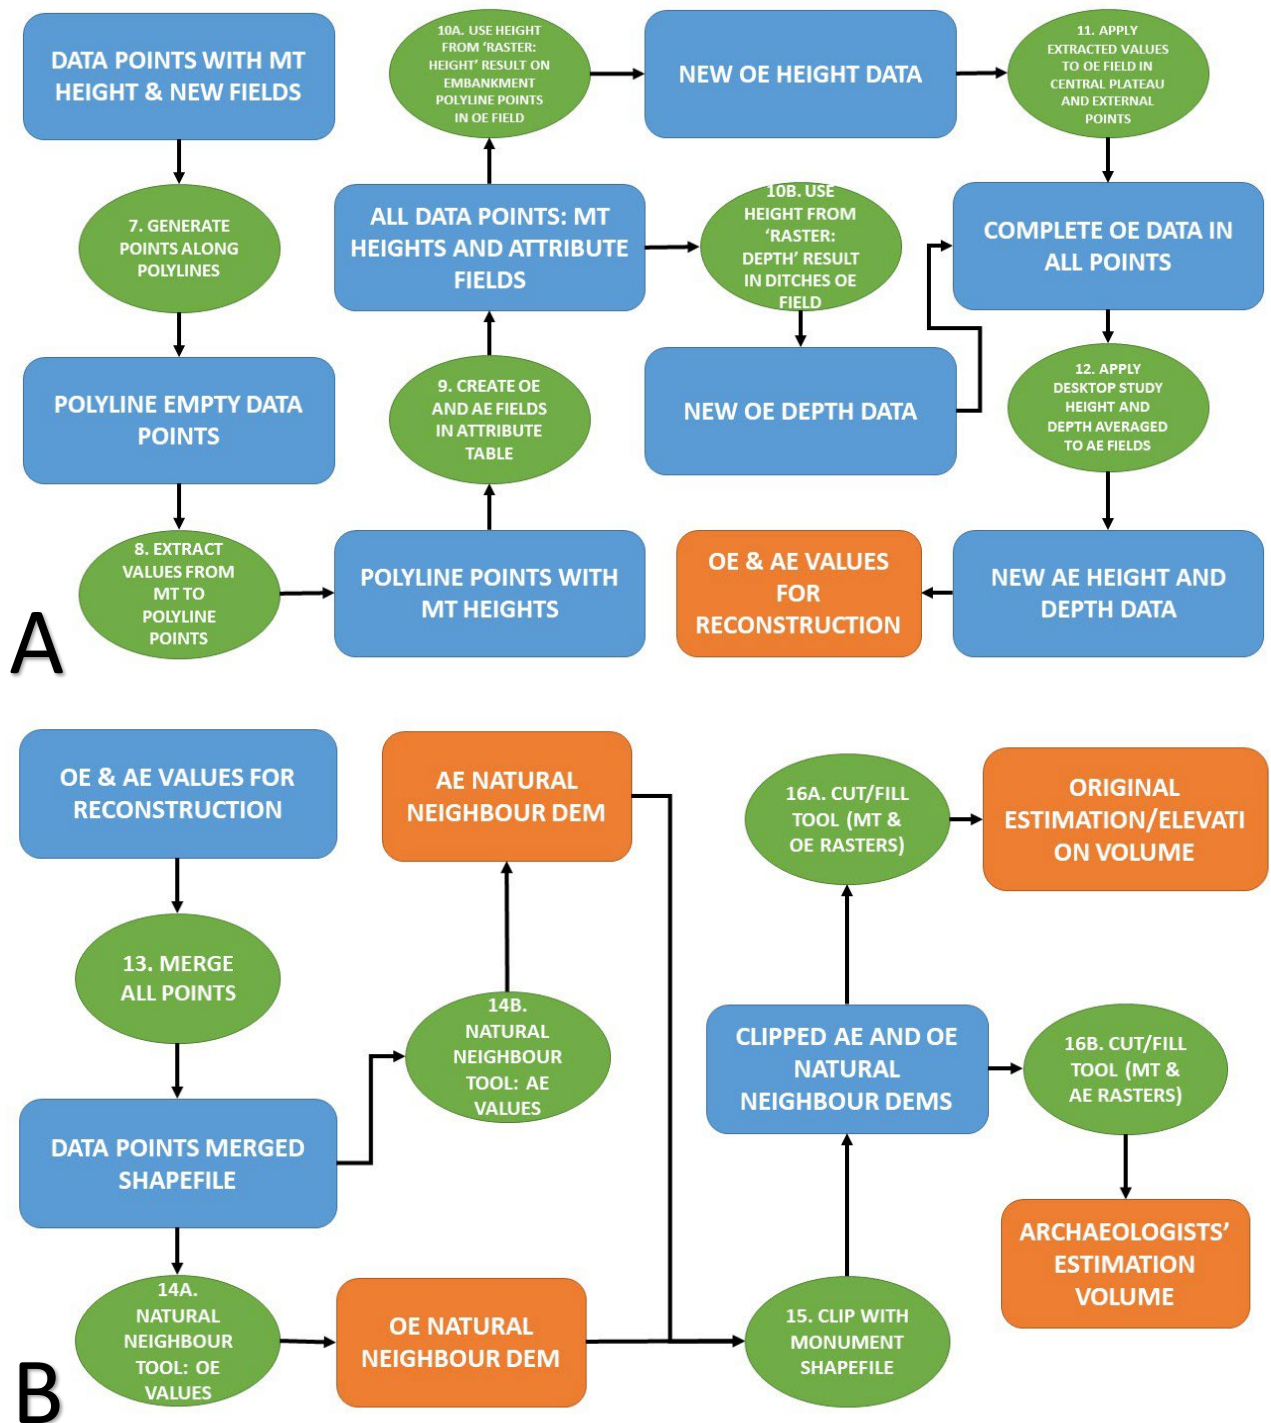 DATA POINTS WITH MT
HEIGHT & NEW FIELDS
7. GENERATE
POINTS ALONG
POLYLINES
POLYLINE EMPTY DATA
POINTS
8. EXTRACT
VALUES FROM
MT TO
POLYLINE
POINTS
POLYLINE POINTS WITH
MT HEIGHTS
9. CREATE OE
AND AE FIELDS
IN ATTRIBUTE
TABLE
ALL DATA POINTS: MT
HEIGHTS AND ATTRIBUTE
FIELDS
10A. USE HEIGHT
FROM ‘RASTER:
HEIGHT’ RESULT ON
EMBANKMENT
POLYLINE POINTS
IN OE FIELD
NEW OE HEIGHT DATA
11. APPLY
EXTRACTED VALUES
TO OE FIELD IN
CENTRAL PLATEAU
AND EXTERNAL
POINTS
10B. USE
HEIGHT FROM
‘RASTER:
DEPTH’ RESULT
IN DITCHES OE
FIELD
NEW OE DEPTH DATA
COMPLETE OE DATA IN
ALL POINTS
12. APPLY
DESKTOP STUDY
HEIGHT AND
DEPTH AVERAGED
TO AE FIELDS
NEW AE HEIGHT AND
DEPTH DATA
OE & AE VALUES
FOR
RECONSTRUCTION
A
OE & AE VALUES FOR
RECONSTRUCTION
13. MERGE
ALL POINTS
DATA POINTS MERGED
SHAPEFILE
14A.
NATURAL
NEIGHBOUR
TOOL: OE
VALUES
OE NATURAL
NEIGHBOUR DEM
14B.
NATURAL
NEIGHBOUR
TOOL: AE
VALUES
AE NATURAL
NEIGHBOUR DEM
15. CLIP WITH
MONUMENT
SHAPEFILE
CLIPPED AE AND OE
NATURAL
NEIGHBOUR DEMS
16A. CUT/FILL
TOOL (MT &
OE RASTERS)
ORIGINAL
ESTIMATION/ELEVATI
ON VOLUME
16B. CUT/FILL
TOOL (MT &
AE RASTERS)
ARCHAEOLOGISTS’
ESTIMATION
VOLUME
B